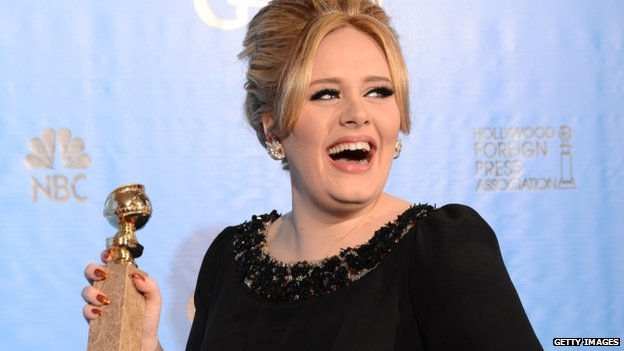 G
NBC
HOLLYWOOD
FOREIGN
PRESS
ASSOCIATION
GETTY IMAGES